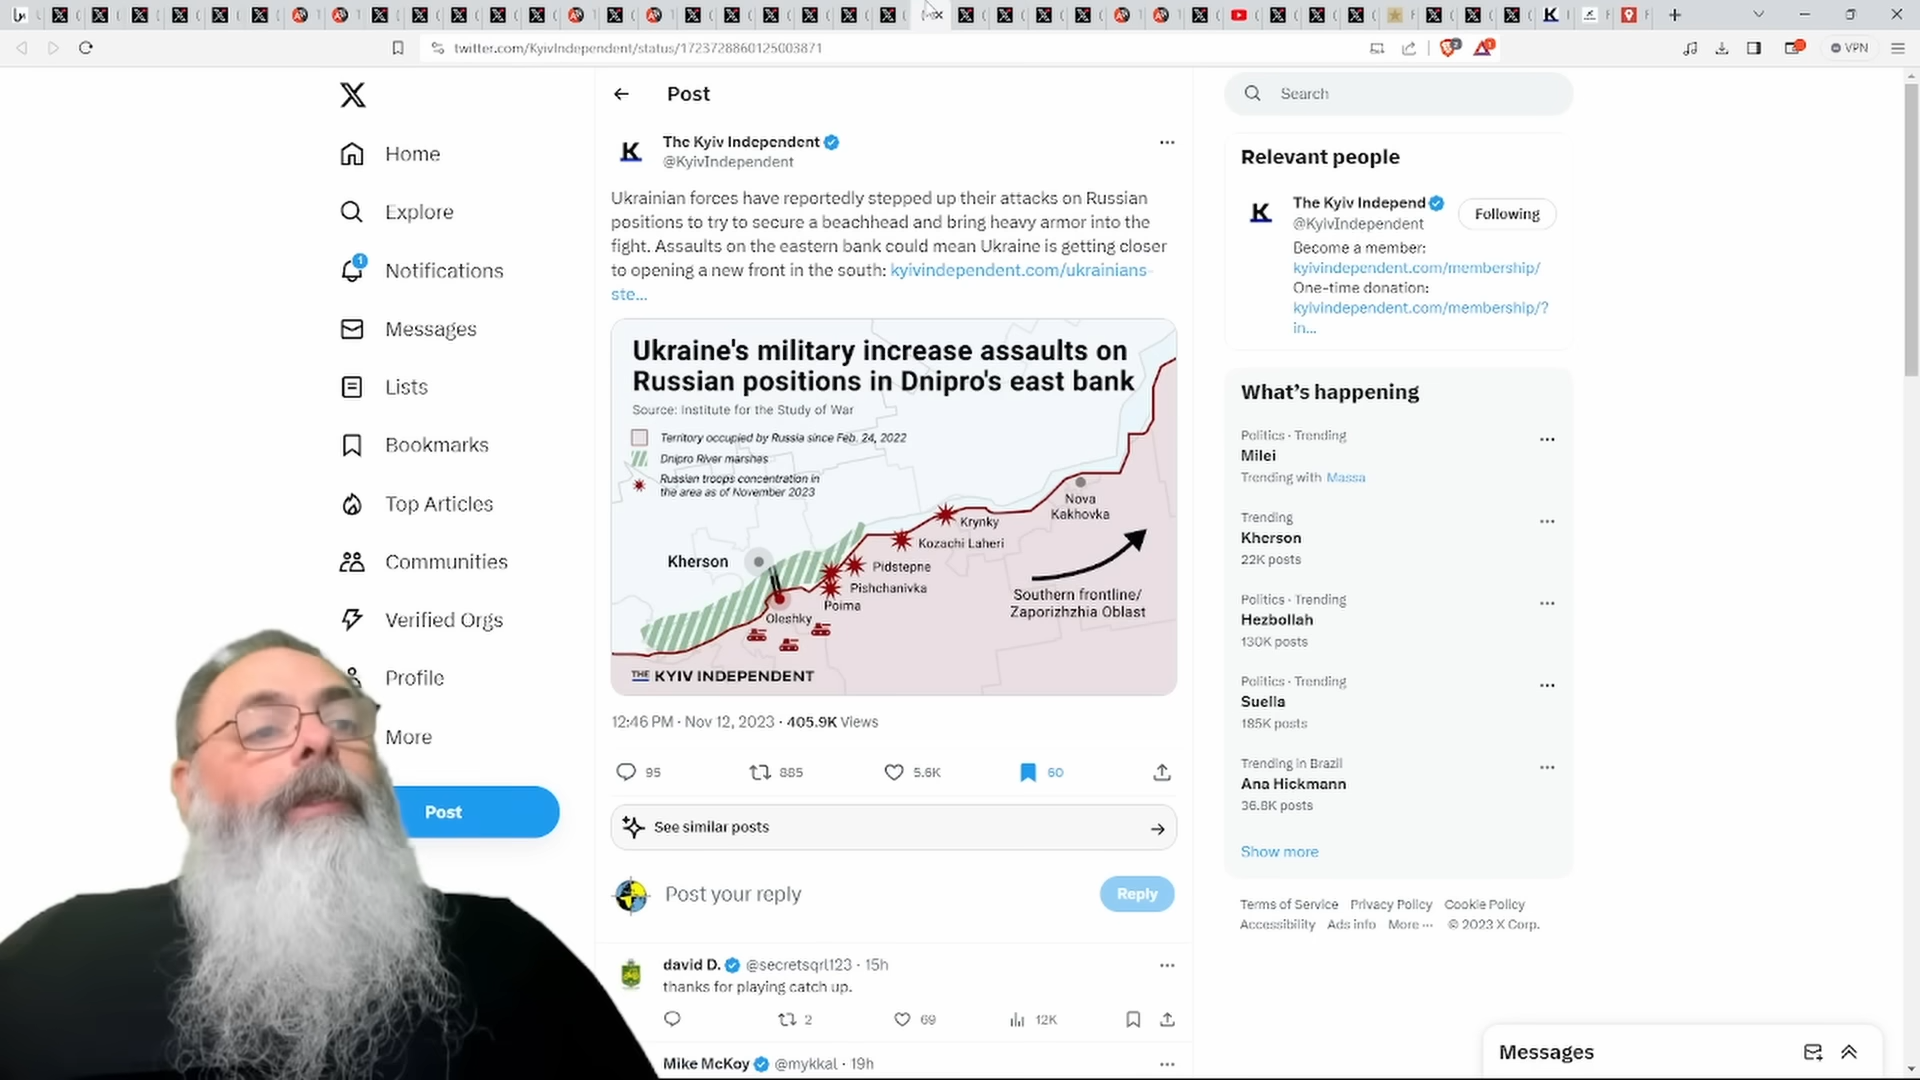 twitter.com/KyivIndependent/status/1723728860125003871
VPN
Home
Explore
1
Notifications
Messages
Lists
Bookmarks
Top Articles
Communities
Verified Orgs
Profile
More
Post
Post
The Kyiv Independent
@KyivIndependent
Ukrainian forces have reportedly stepped up their attacks on Russian
positions to try to secure a beachhead and bring heavy armor into the
fight. Assaults on the eastern bank could mean Ukraine is getting closer
to opening a new front in the south: kyivindependent.com/ukrainians-
ste...
Ukraine's military increase assaults on
Russian positions in Dnipro's east bank
Source: Institute for the Study of War
Territory occupied by Russia since Feb. 24, 2022
Dnipro River marshes
Russian troops concentration in
the area as of November 2023
Nova
Kakhovka
Krynky
Kozachi Laheri
Kherson
Pidstepne
Pishchanivka
Poima
Oleshky
Southern frontline/
Zaporizhzhia Oblast
THE KYIV INDEPENDENT
12:46 PM · Nov 12, 2023 · 405.9K Views
95 885 5.6K 60
See similar posts
Post your reply
Reply
david D. @secretsqrl123 · 15h
thanks for playing catch up.
2 69 12K
Mike McKoy @mykkal · 19h
Search
Relevant people
The Kyiv Independ
@KyivIndependent
Following
Become a member:
kyivindependent.com/membership/
One-time donation:
kyivindependent.com/membership/?
in...
What's happening
Politics · Trending
Milei
Trending with Massa
Trending
Kherson
22K posts
Politics · Trending
Hezbollah
130K posts
Politics · Trending
Suella
185K posts
Trending in Brazil
Ana Hickmann
36.8K posts
Show more
Terms of Service Privacy Policy Cookie Policy
Accessibility Ads info More ··· © 2023 X Corp.
Messages